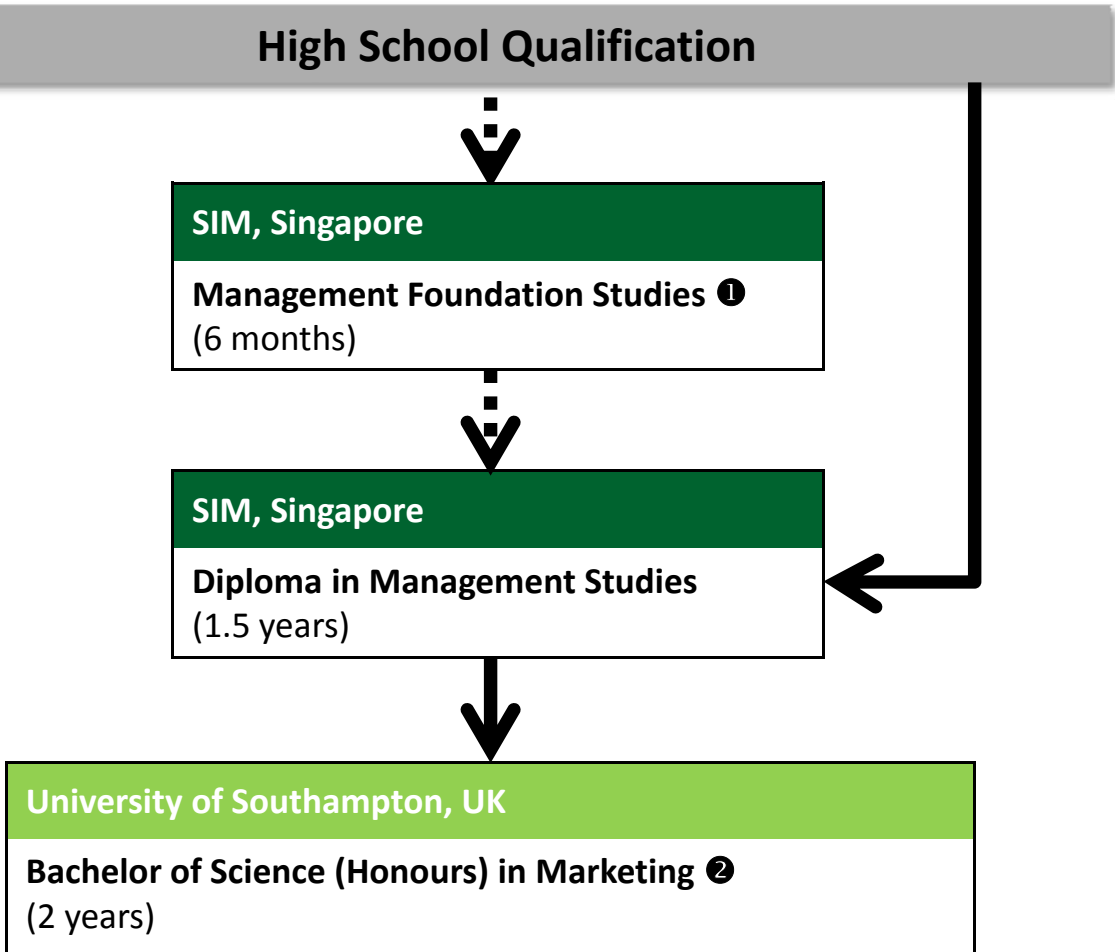 High School Qualification
SIM, Singapore
Management Foundation Studies ❶
(6 months)
SIM, Singapore
Diploma in Management Studies
(1.5 years)
University of Southampton, UK
Bachelor of Science (Honours) in Marketing ❷
(2 years)